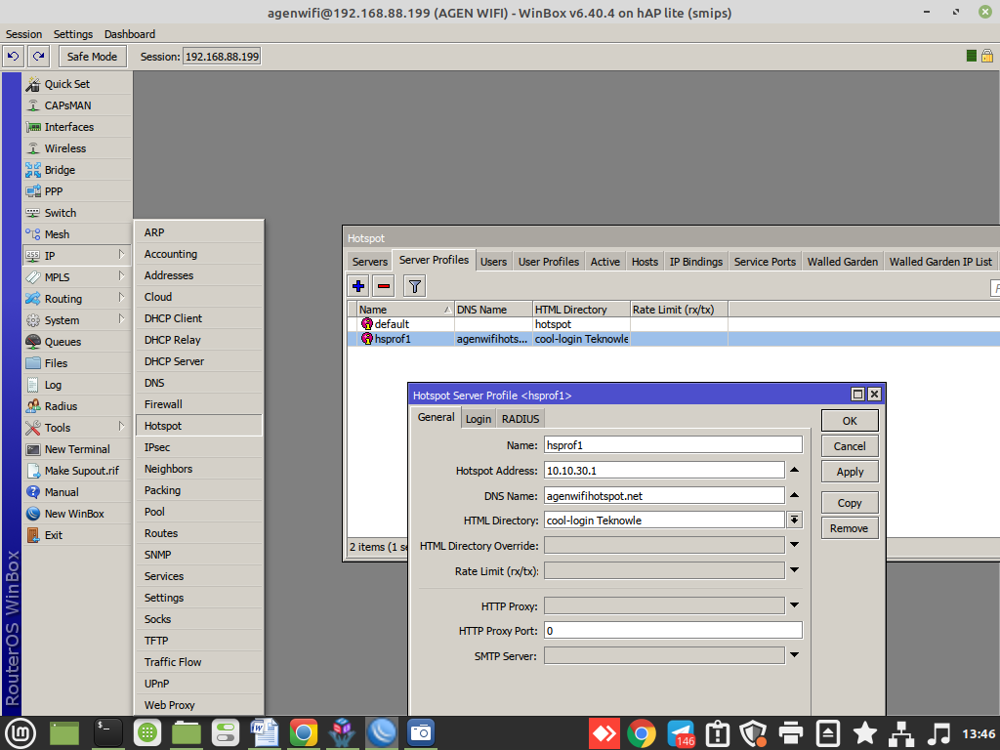 agenwifi@192.168.88.199 (AGEN WIFI) - WinBox v6.40.4 on hAP lite (smips)
Session Settings Dashboard
Safe Mode Session: 192.168.88.199
Quick Set
CAPsMAN
Interfaces
Wireless
Bridge
PPP
Switch
Mesh
IP
MPLS
Routing
System
Queues
Files
Log
Radius
Tools
New Terminal
Make Supout.rif
Manual
New WinBox
Exit
RouterOS WinBox
ARP
Accounting
Addresses
Cloud
DHCP Client
DHCP Relay
DHCP Server
DNS
Firewall
Hotspot
IPsec
Neighbors
Packing
Pool
Routes
SNMP
Services
Settings
Socks
TFTP
Traffic Flow
UPnP
Web Proxy
Hotspot
Servers Server Profiles Users User Profiles Active Hosts IP Bindings Service Ports Walled Garden Walled Garden IP List
Name DNS Name HTML Directory Rate Limit (rx/tx)
default hotspot
hsprof1 agenwifihots... cool-login Teknowle
2 items (1 se
Hotspot Server Profile <hsprof1>
General Login RADIUS
Name: hsprof1
Hotspot Address: 10.10.30.1
DNS Name: agenwifihotspot.net
HTML Directory: cool-login Teknowle
HTML Directory Override:
Rate Limit (rx/tx):
HTTP Proxy:
HTTP Proxy Port: 0
SMTP Server:
OK
Cancel
Apply
Copy
Remove
146
13:46